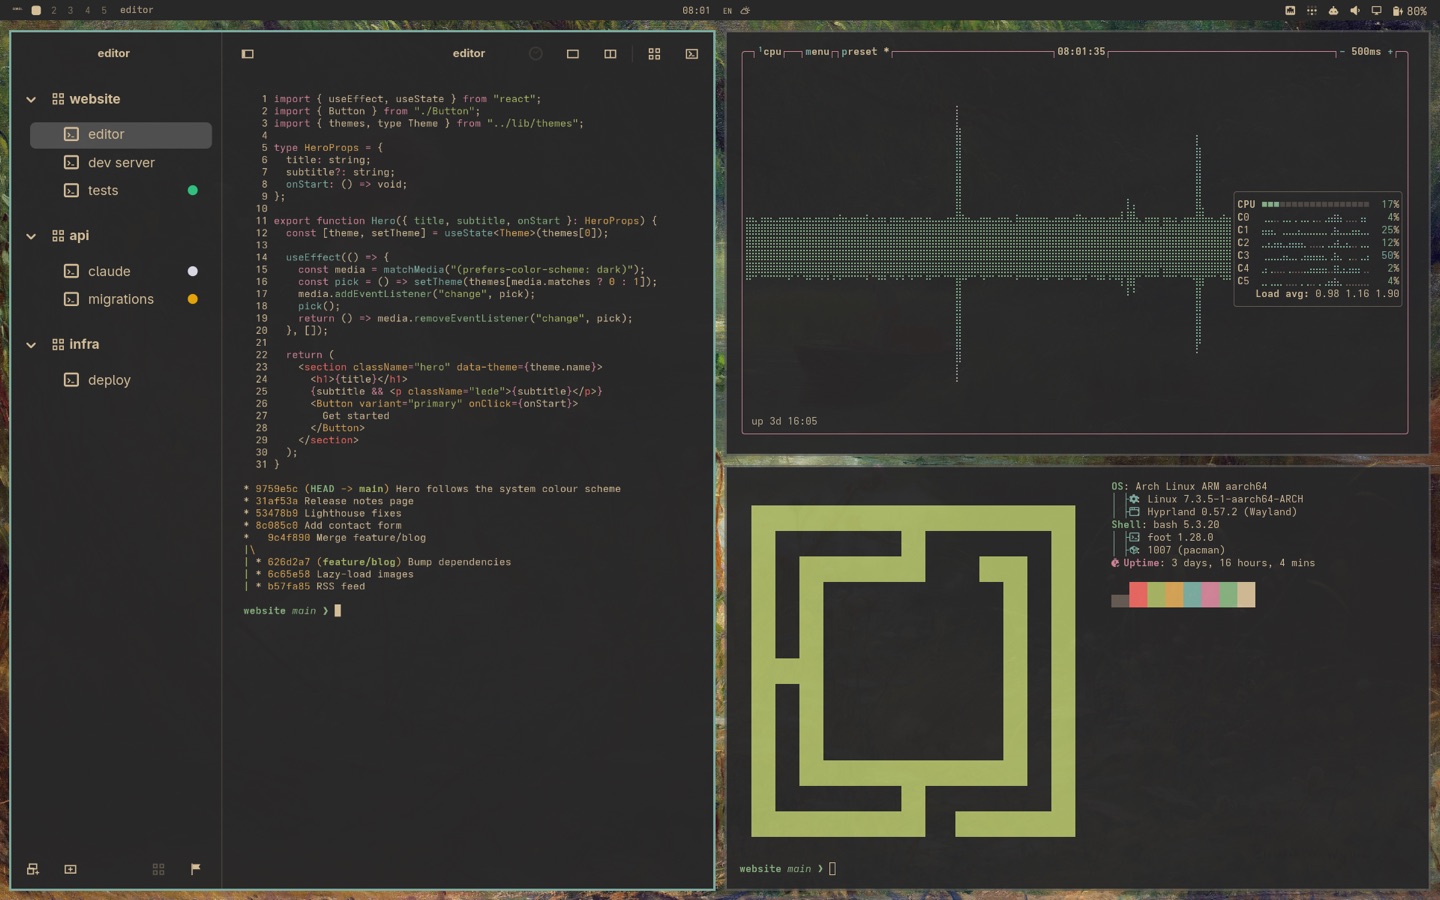 2 3 4 5 editor
08:01 EN
80%
editor
website
editor
dev server
tests
api
claude
migrations
infra
deploy
editor
1 import { useEffect, useState } from "react";
2 import { Button } from "./Button";
3 import { themes, type Theme } from "../lib/themes";
4
5 type HeroProps = {
6   title: string;
7   subtitle?: string;
8   onStart: () => void;
9 };
10
11 export function Hero({ title, subtitle, onStart }: HeroProps) {
12   const [theme, setTheme] = useState<Theme>(themes[0]);
13
14   useEffect(() => {
15     const media = matchMedia("(prefers-color-scheme: dark)");
16     const pick = () => setTheme(themes[media.matches ? 0 : 1]);
17     media.addEventListener("change", pick);
18     pick();
19     return () => media.removeEventListener("change", pick);
20   }, []);
21
22   return (
23     <section className="hero" data-theme={theme.name}>
24       <h1>{title}</h1>
25       {subtitle && <p className="lede">{subtitle}</p>}
26       <Button variant="primary" onClick={onStart}>
27         Get started
28       </Button>
29     </section>
30   );
31 }
* 9759e5c (HEAD -> main) Hero follows the system colour scheme
* 31af53a Release notes page
* 53478b9 Lighthouse fixes
* 8c085c0 Add contact form
*   9c4f890 Merge feature/blog
|\
| * 626d2a7 (feature/blog) Bump dependencies
| * 6c65e58 Lazy-load images
| * b57fa85 RSS feed
website main ❯
¹cpu menu preset * 08:01:35 - 500ms +
CPU 17%
C0 4%
C1 25%
C2 12%
C3 50%
C4 2%
C5 4%
Load avg: 0.98 1.16 1.90
up 3d 16:05
OS: Arch Linux ARM aarch64
Linux 7.3.5-1-aarch64-ARCH
Hyprland 0.57.2 (Wayland)
Shell: bash 5.3.20
foot 1.28.0
1007 (pacman)
Uptime: 3 days, 16 hours, 4 mins
website main ❯